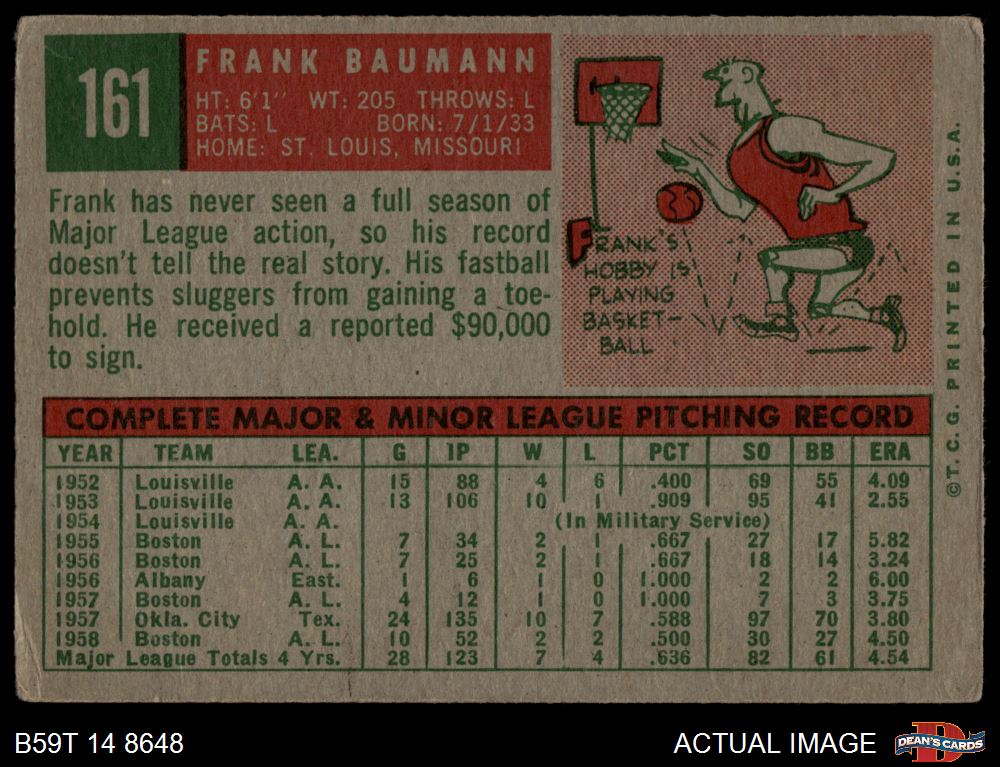 161
FRANK BAUMANN
HT: 6'1" WT: 205 THROWS: L
BATS: L BORN: 7/1/33
HOME: ST. LOUIS, MISSOURI
Frank has never seen a full season of
Major League action, so his record
doesn't tell the real story. His fastball
prevents sluggers from gaining a toe-
hold. He received a reported $90,000
to sign.
FRANK'S
HOBBY IS
PLAYING
BASKET-
BALL
©T.C.G. PRINTED IN U.S.A.
COMPLETE MAJOR & MINOR LEAGUE PITCHING RECORD
YEAR TEAM LEA. G IP W L PCT SO BB ERA
1952 Louisville A. A. 15 88 4 6 .400 69 55 4.09
1953 Louisville A. A. 13 106 10 1 .909 95 41 2.55
1954 Louisville A. A. (In Military Service)
1955 Boston A. L. 7 34 2 1 .667 27 17 5.82
1956 Boston A. L. 7 25 2 1 .667 18 14 3.24
1956 Albany East. 1 6 1 0 1.000 2 2 6.00
1957 Boston A. L. 4 12 1 0 1.000 7 3 3.75
1957 Okla. City Tex. 24 135 10 7 .588 97 70 3.80
1958 Boston A. L. 10 52 2 2 .500 30 27 4.50
Major League Totals 4 Yrs. 28 123 7 4 .636 82 61 4.54
B59T 14 8648
ACTUAL IMAGE
D
DEAN'S CARDS